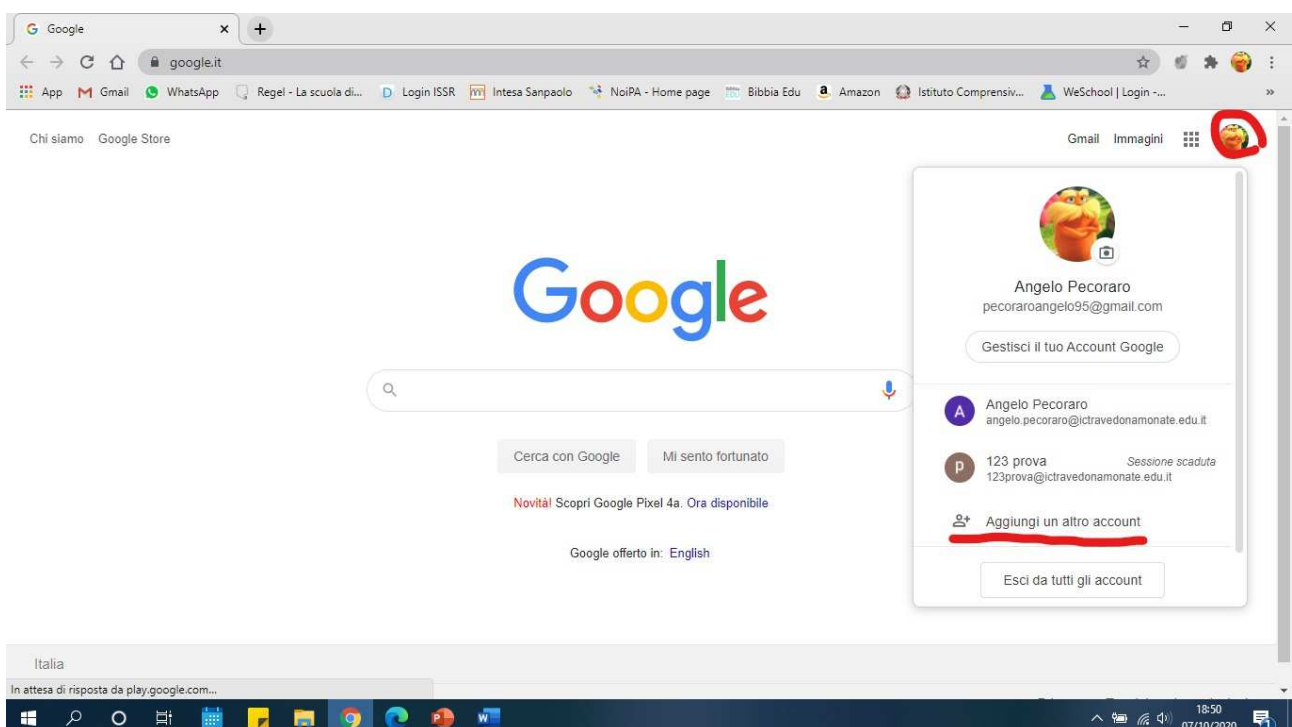 Google
google.it
App Gmail WhatsApp Regel - La scuola di... Login ISSR Intesa Sanpaolo NoiPA - Home page Bibbia Edu Amazon Istituto Comprensiv... WeSchool | Login -... »
Chi siamo Google Store
Gmail Immagini
Google
Angelo Pecoraro
pecoraroangelo95@gmail.com
Gestisci il tuo Account Google
A
Angelo Pecoraro
angelo.pecoraro@ictravedonamonate.edu.it
P
123 prova Sessione scaduta
123prova@ictravedonamonate.edu.it
Aggiungi un altro account
Esci da tutti gli account
Cerca con Google Mi sento fortunato
Novità! Scopri Google Pixel 4a. Ora disponibile
Google offerto in: English
Italia
In attesa di risposta da play.google.com...
18:50
07/10/2020